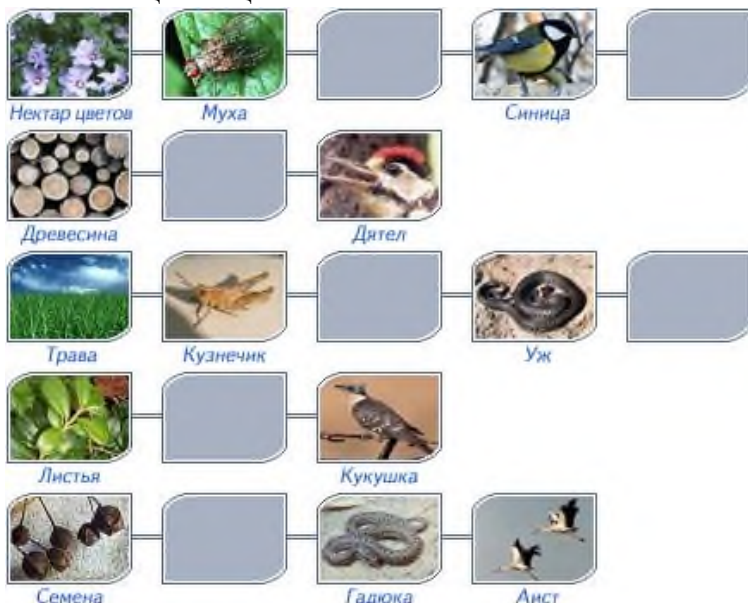 Нектар цветов Муха Синица
Древесина Дятел
Трава Кузнечик Уж
Листья Кукушка
Семена Гадюка Аист